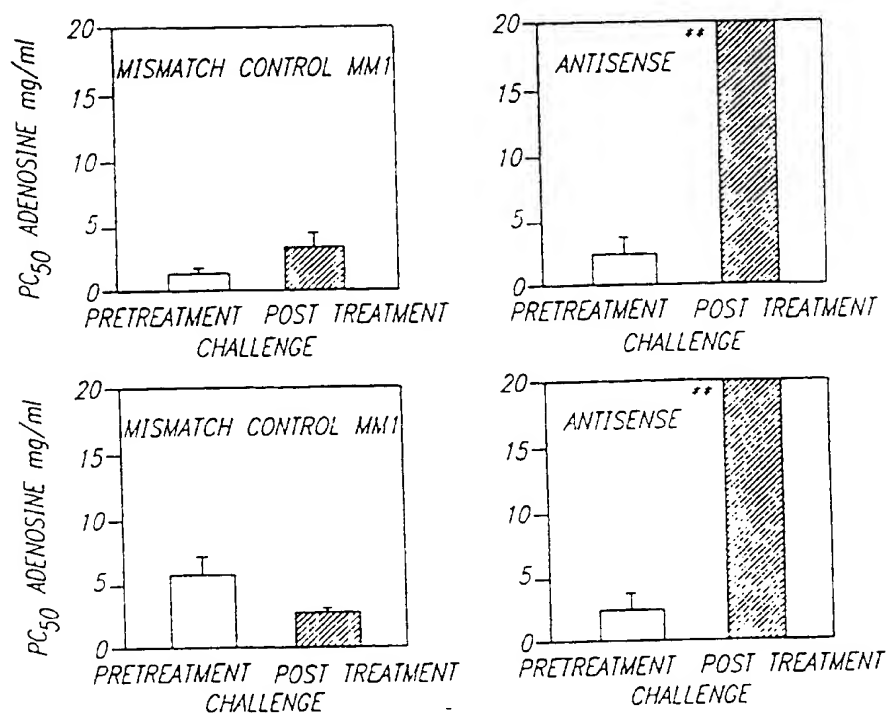 PC50 ADENOSINE mg/ml
20
15
10
5
0
MISMATCH CONTROL MM1
PRETREATMENT POST TREATMENT
CHALLENGE
20
15
10
5
0
ANTISENSE **
PRETREATMENT POST TREATMENT
CHALLENGE
PC50 ADENOSINE mg/ml
20
15
10
5
0
MISMATCH CONTROL MM1
PRETREATMENT POST TREATMENT
CHALLENGE
20
15
10
5
0
ANTISENSE **
PRETREATMENT POST TREATMENT
CHALLENGE